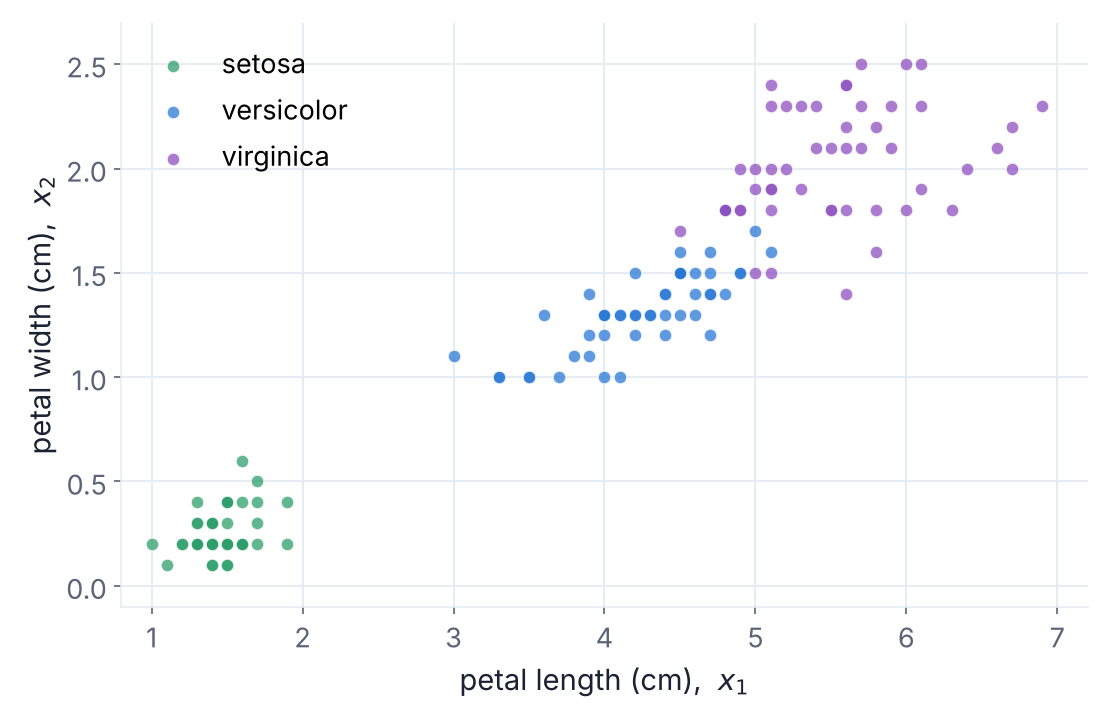 setosa
versicolor
virginica
2.5
2.0
1.5
1.0
0.5
0.0
petal width (cm), x₂
1 2 3 4 5 6 7
petal length (cm), x₁